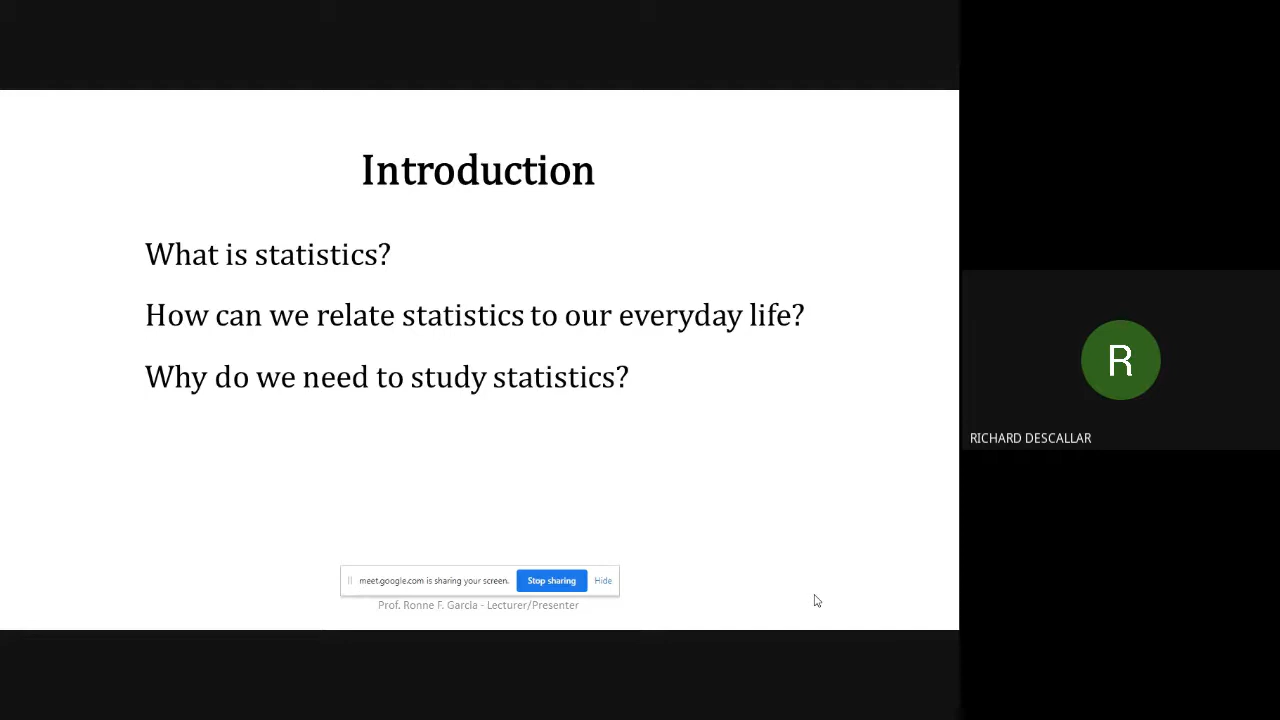 Introduction
What is statistics?
How can we relate statistics to our everyday life?
Why do we need to study statistics?
meet.google.com is sharing your screen. Stop sharing Hide
Prof. Ronne F. Garcia - Lecturer/Presenter
R
RICHARD DESCALLAR